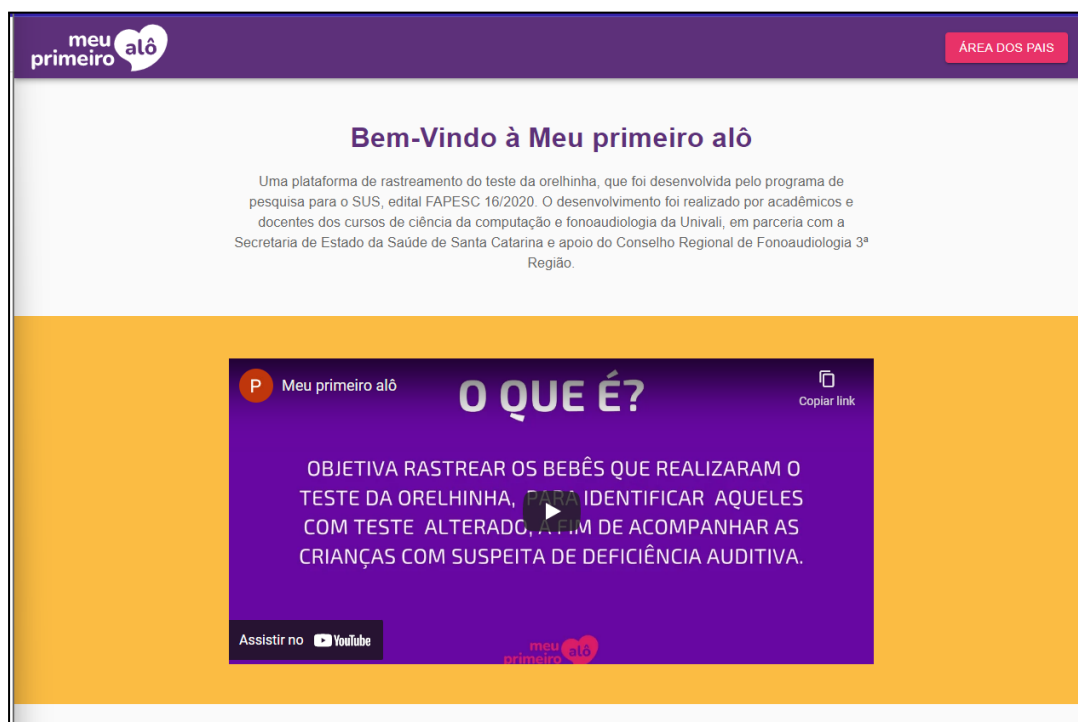 meu
primeiro alô
ÁREA DOS PAIS
Bem-Vindo à Meu primeiro alô
Uma plataforma de rastreamento do teste da orelhinha, que foi desenvolvida pelo programa de
pesquisa para o SUS, edital FAPESC 16/2020. O desenvolvimento foi realizado por acadêmicos e
docentes dos cursos de ciência da computação e fonoaudiologia da Univali, em parceria com a
Secretaria de Estado da Saúde de Santa Catarina e apoio do Conselho Regional de Fonoaudiologia 3ª
Região.
P Meu primeiro alô
O QUE É?
Copiar link
OBJETIVA RASTREAR OS BEBÊS QUE REALIZARAM O
TESTE DA ORELHINHA, PARA IDENTIFICAR AQUELES
COM TESTE ALTERADO, A FIM DE ACOMPANHAR AS
CRIANÇAS COM SUSPEITA DE DEFICIÊNCIA AUDITIVA.
Assistir no YouTube
meu
primeiro alô